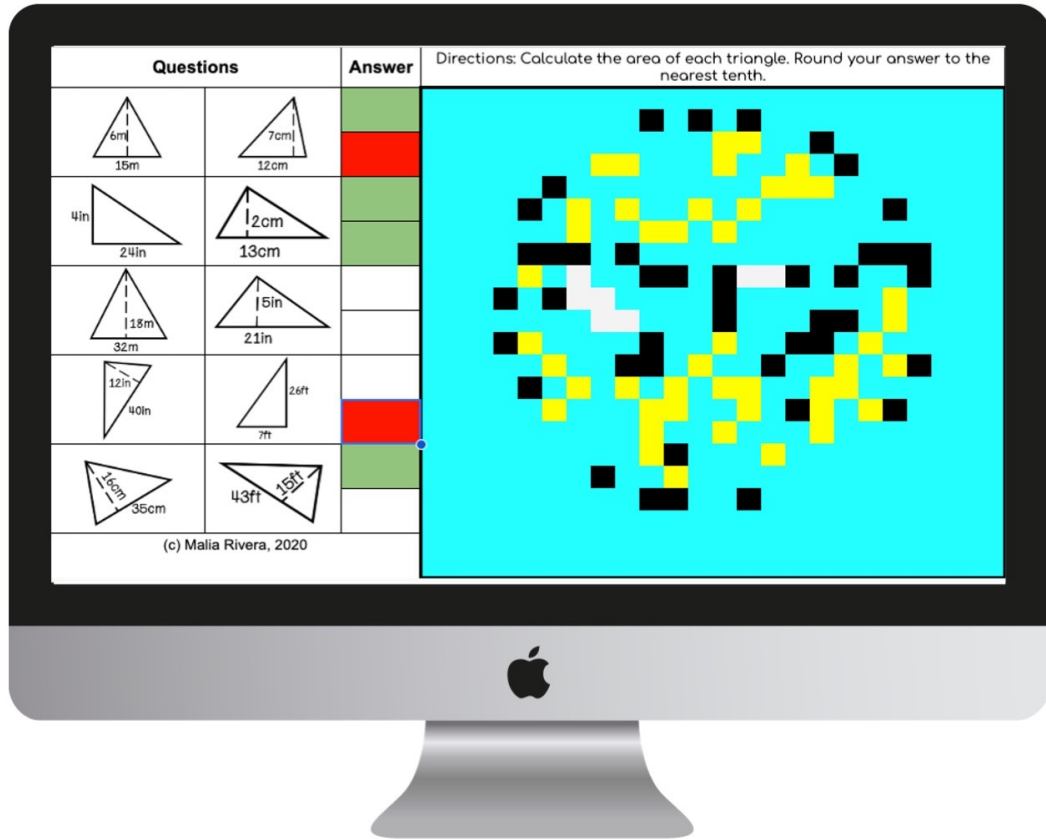 Questions
Answer
Directions: Calculate the area of each triangle. Round your answer to the
nearest tenth.
6m
15m
7cm
12cm
4in
24in
2cm
13cm
18m
32m
5in
21in
12in
40in
26ft
7ft
16cm
35cm
43ft
15ft
(c) Malia Rivera, 2020